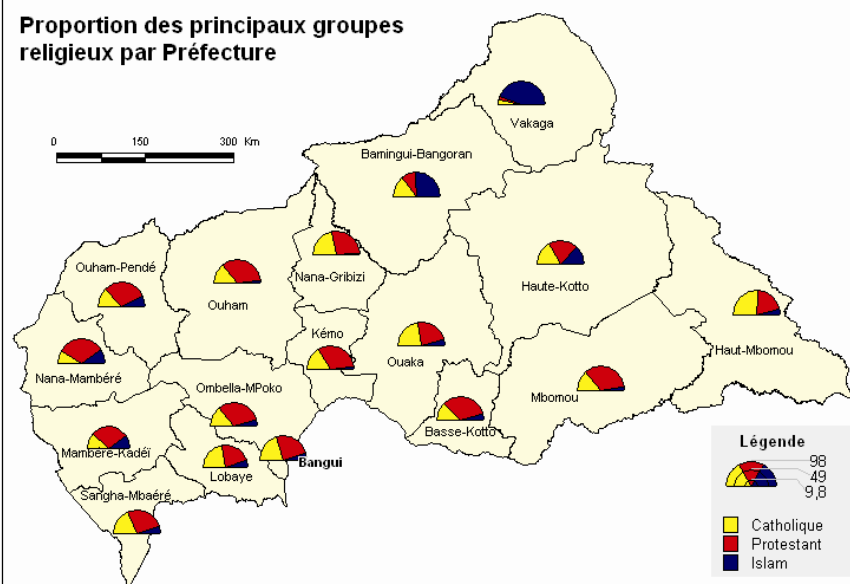 Proportion des principaux groupes
religieux par Préfecture
0 150 300 Km
Vakaga
Bamingui-Bangoran
Ouham-Pendé
Ouham
Nana-Gribizi
Haute-Kotto
Kémo
Ouaka
Haut-Mbomou
Nana-Mambéré
Ombella-MPoko
Mbomou
Basse-Kotto
Mambéré-Kadéï
Lobaye
Bangui
Sangha-Mbaéré
Légende
98
49
9,8
Catholique
Protestant
Islam